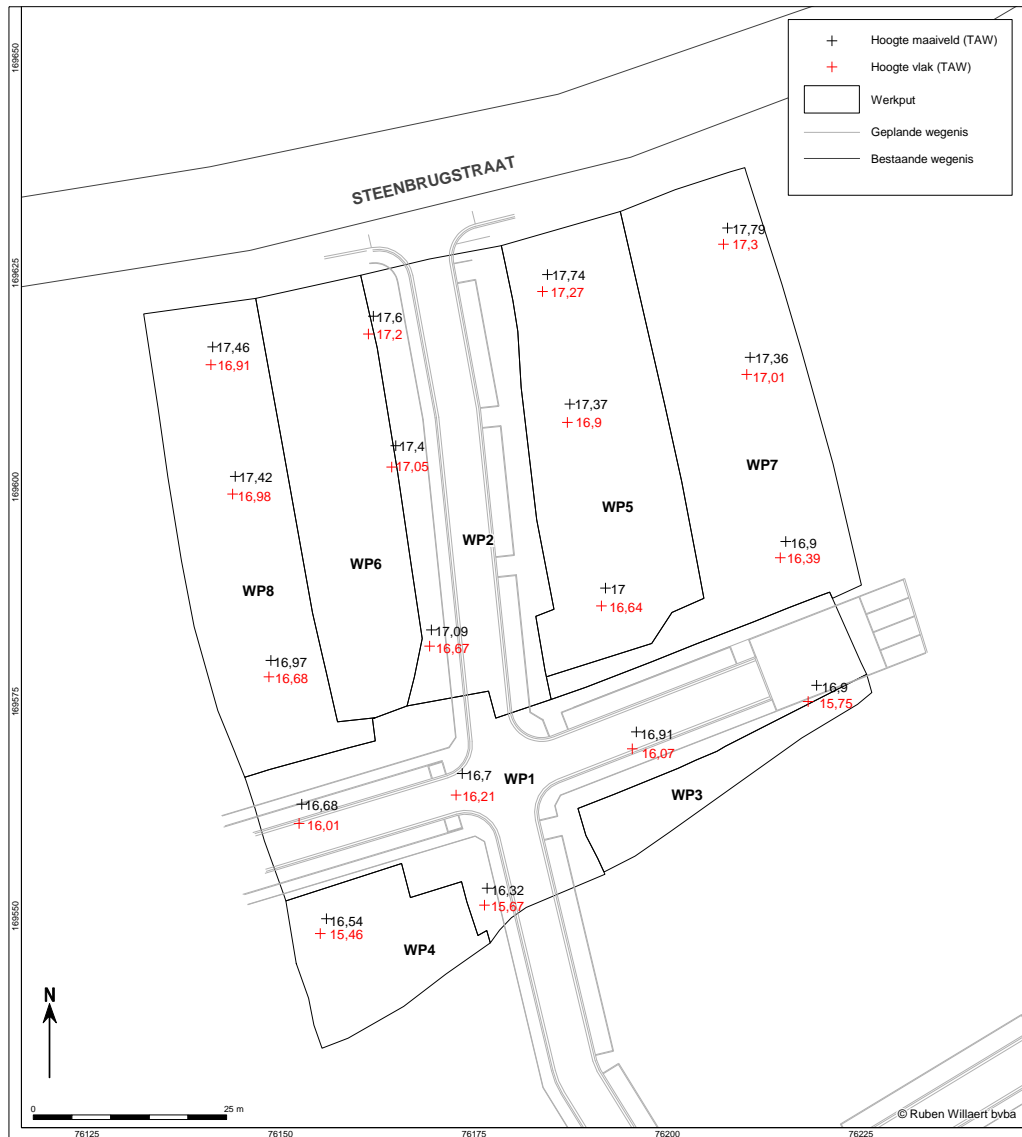 Hoogte maaiveld (TAW)
Hoogte vlak (TAW)
Werkput
Geplande wegenis
Bestaande wegenis
STEENBRUGSTRAAT
17,79
17,3
17,74
17,27
17,6
17,2
17,46
16,91
17,36
17,01
17,37
16,9
17,4
17,05
17,42
16,98
WP7
WP5
WP2
WP6
WP8
16,9
16,39
17
16,64
17,09
16,67
16,97
16,68
16,9
15,75
16,91
16,07
16,7
16,21
WP1
WP3
16,68
16,01
16,32
15,67
16,54
15,46
WP4
N
0 25 m
© Ruben Willaert bvba
169650
169625
169600
169575
169550
76125 76150 76175 76200 76225